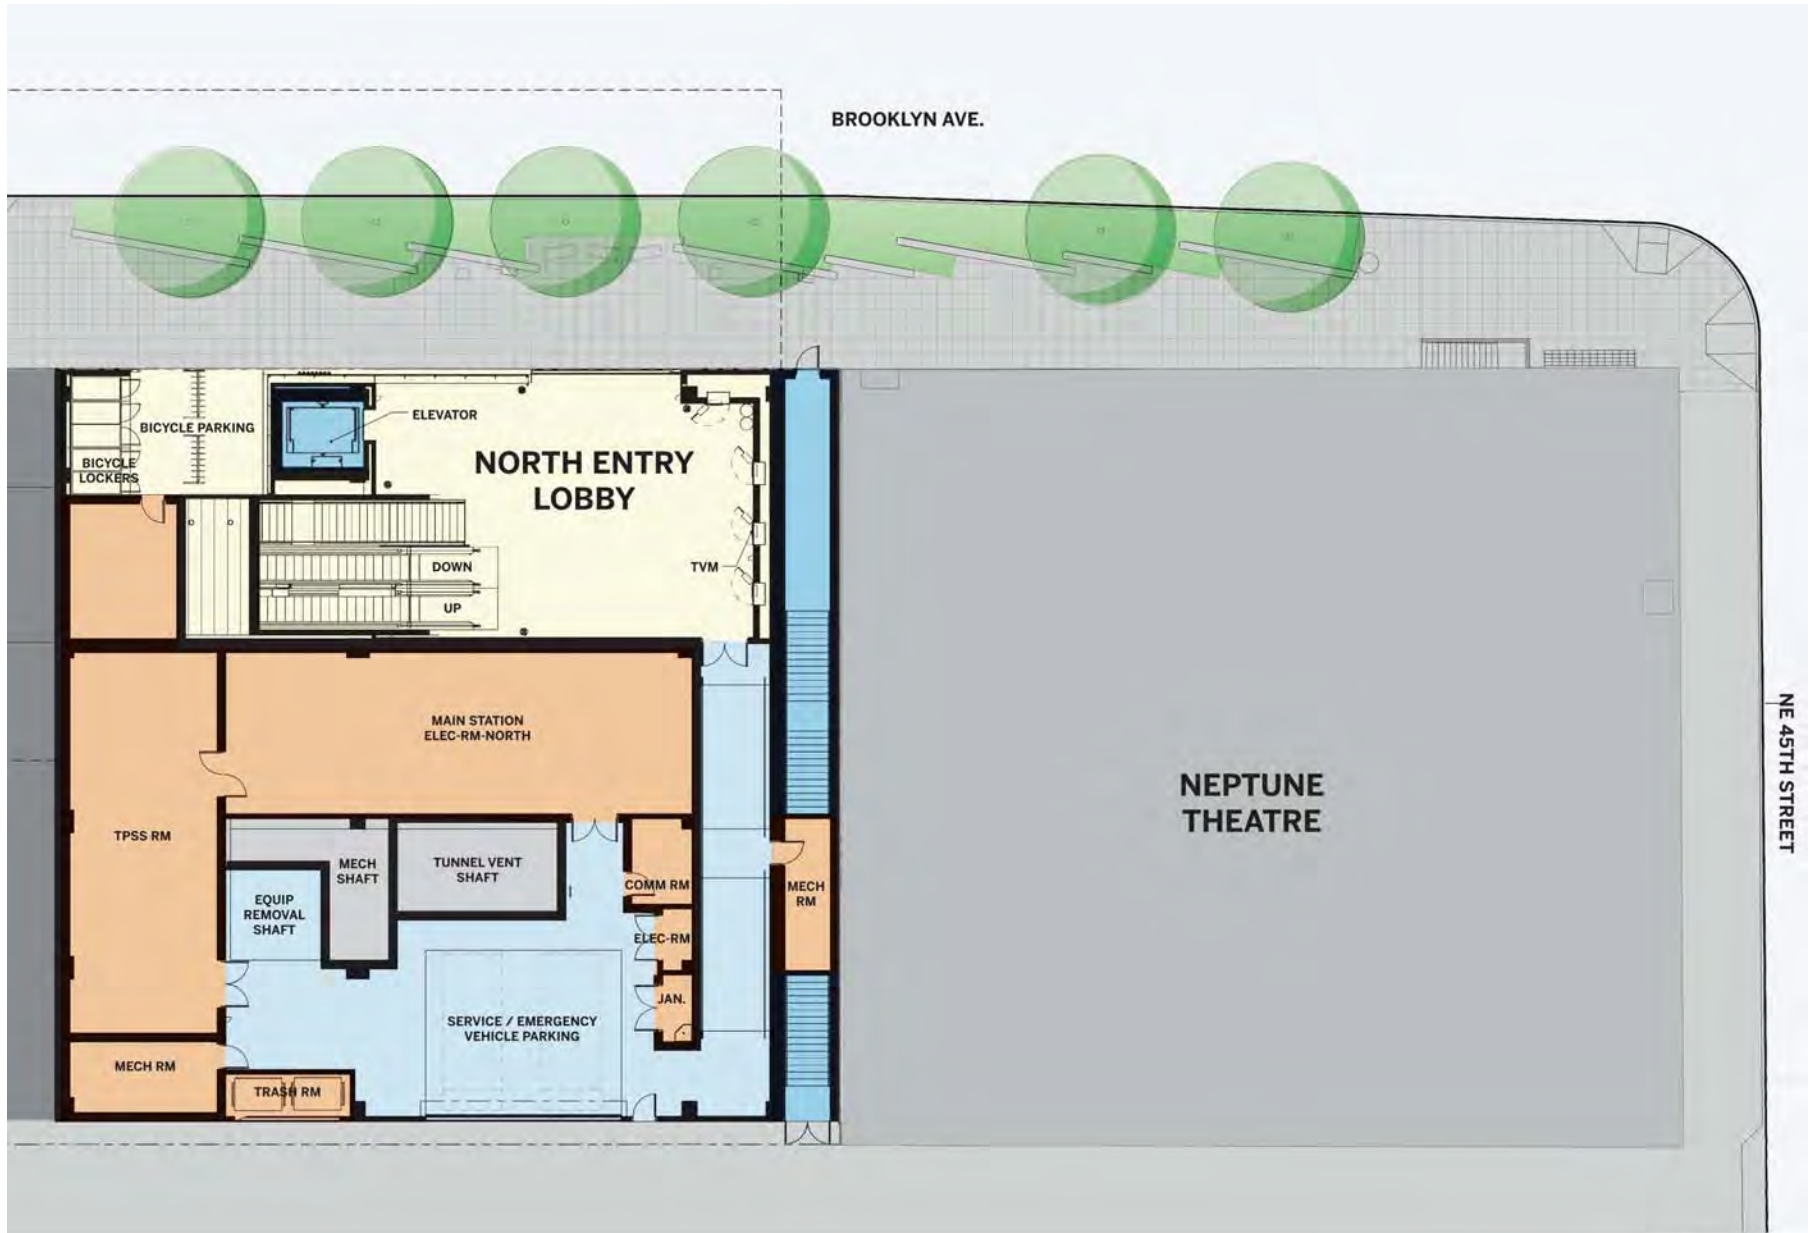 BROOKLYN AVE.
ELEVATOR
BICYCLE PARKING
BICYCLE
LOCKERS
NORTH ENTRY
LOBBY
DOWN
UP
TVM
MAIN STATION
ELEC-RM-NORTH
TPSS RM
MECH
SHAFT
TUNNEL VENT
SHAFT
EQUIP
REMOVAL
SHAFT
COMM RM
MECH
RM
ELEC-RM
JAN.
SERVICE / EMERGENCY
VEHICLE PARKING
MECH RM
TRASH RM
NEPTUNE
THEATRE
NE 45TH STREET